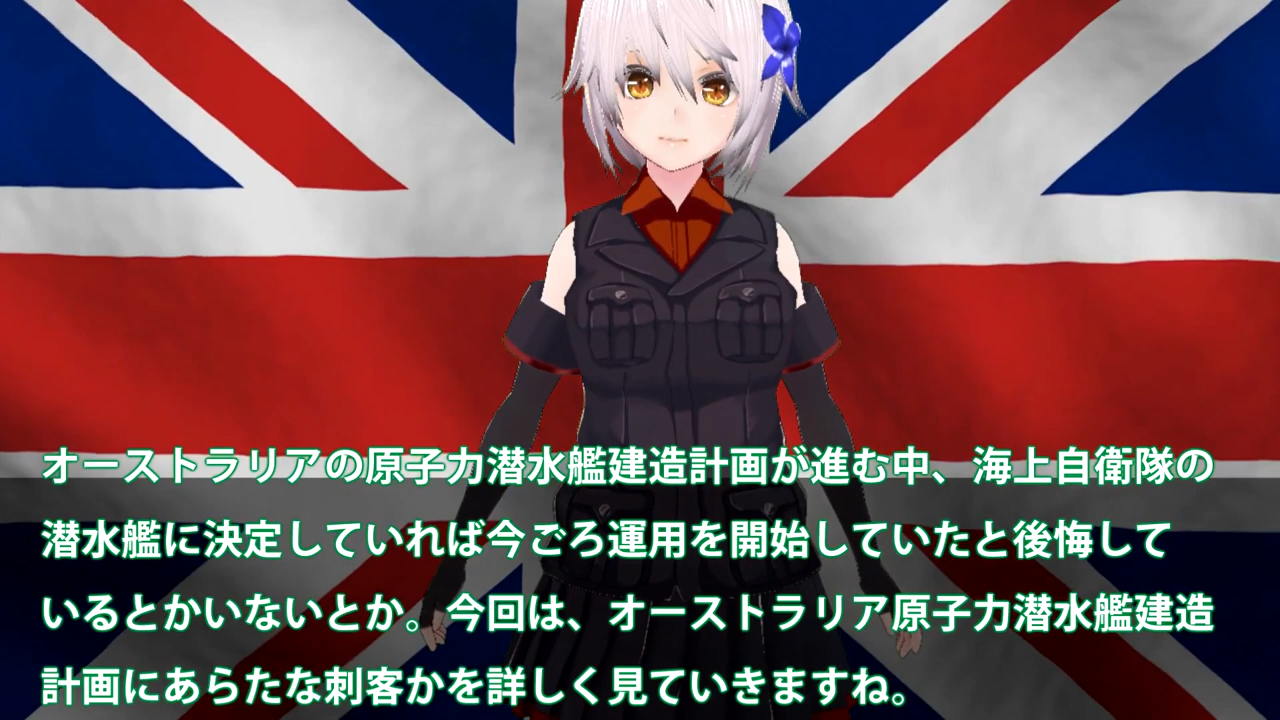 オーストラリアの原子力潜水艦建造計画が進む中、海上自衛隊の
潜水艦に決定していれば今ごろ運用を開始していたと後悔して
いるとかいないとか。今回は、オーストラリア原子力潜水艦建造
計画にあらたな刺客かを詳しく見ていきますね。